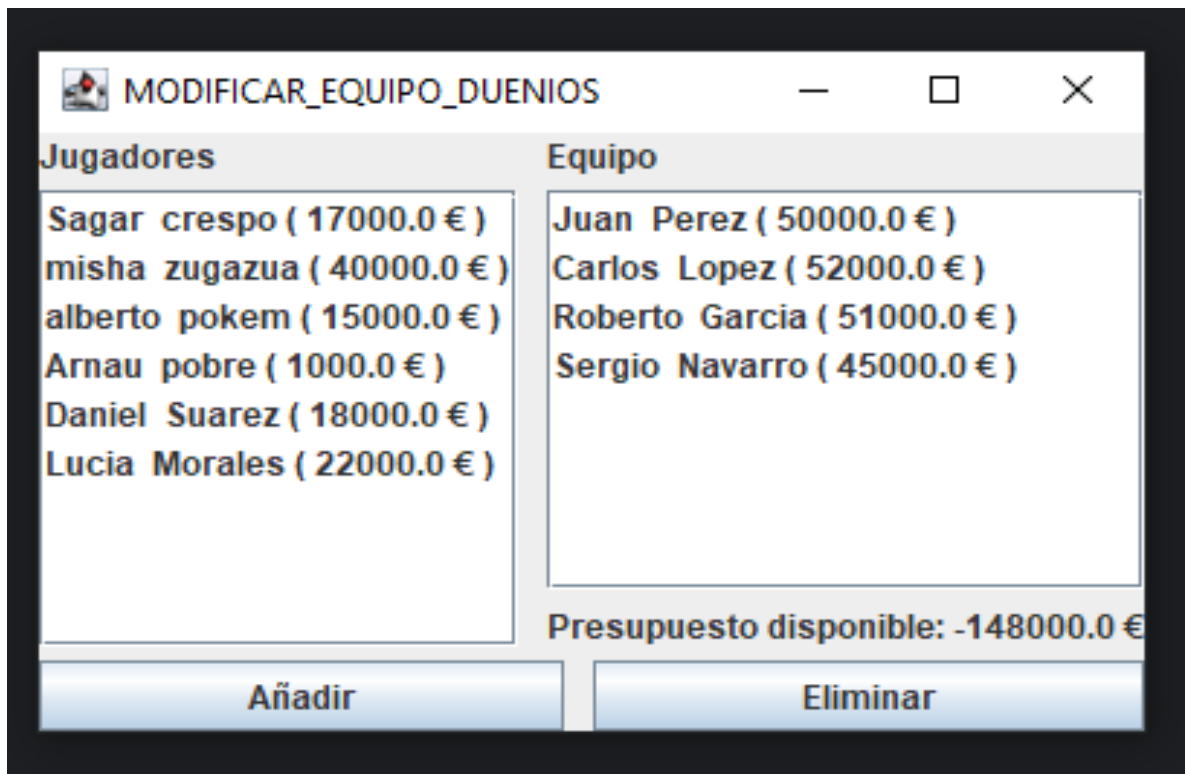 MODIFICAR_EQUIPO_DUENIOS
Jugadores
Sagar crespo ( 17000.0 € )
misha zugazua ( 40000.0 € )
alberto pokem ( 15000.0 € )
Arnau pobre ( 1000.0 € )
Daniel Suarez ( 18000.0 € )
Lucia Morales ( 22000.0 € )
Equipo
Juan Perez ( 50000.0 € )
Carlos Lopez ( 52000.0 € )
Roberto Garcia ( 51000.0 € )
Sergio Navarro ( 45000.0 € )
Presupuesto disponible: -148000.0 €
Añadir
Eliminar